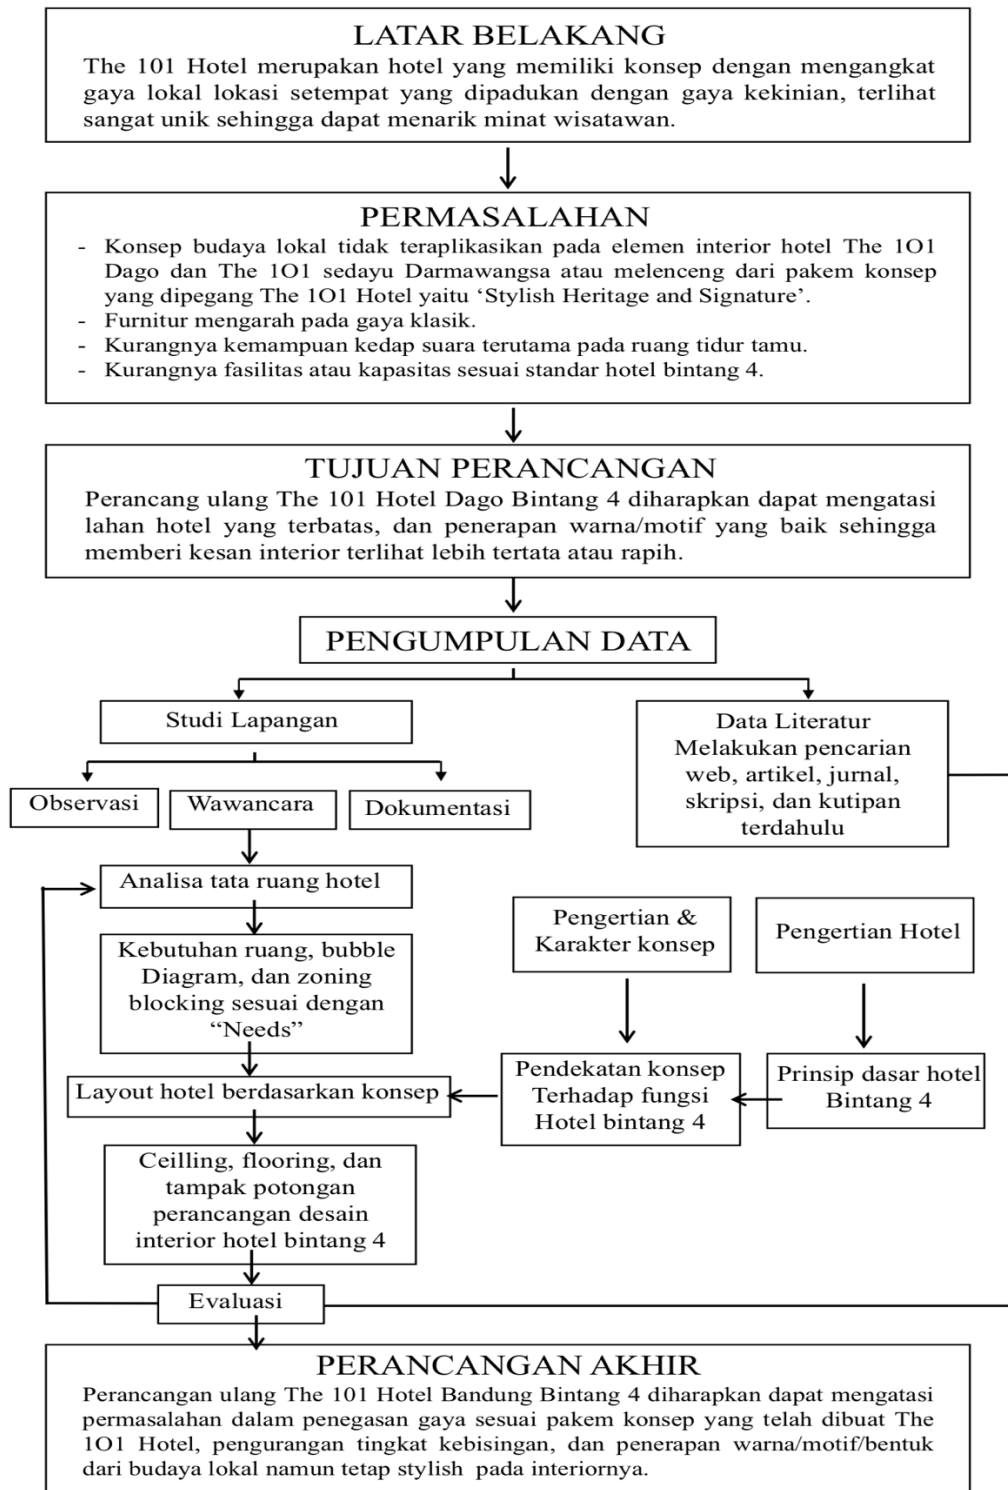 LATAR BELAKANG
The 101 Hotel merupakan hotel yang memiliki konsep dengan mengangkat
gaya lokal lokasi setempat yang dipadukan dengan gaya kekinian, terlihat
sangat unik sehingga dapat menarik minat wisatawan.
PERMASALAHAN
- Konsep budaya lokal tidak teraplikasikan pada elemen interior hotel The 1O1
Dago dan The 1O1 sedayu Darmawangsa atau melenceng dari pakem konsep
yang dipegang The 1O1 Hotel yaitu ‘Stylish Heritage and Signature’.
- Furnitur mengarah pada gaya klasik.
- Kurangnya kemampuan kedap suara terutama pada ruang tidur tamu.
- Kurangnya fasilitas atau kapasitas sesuai standar hotel bintang 4.
TUJUAN PERANCANGAN
Perancang ulang The 101 Hotel Dago Bintang 4 diharapkan dapat mengatasi
lahan hotel yang terbatas, dan penerapan warna/motif yang baik sehingga
memberi kesan interior terlihat lebih tertata atau rapih.
PENGUMPULAN DATA
Studi Lapangan
Observasi
Wawancara
Dokumentasi
Data Literatur
Melakukan pencarian
web, artikel, jurnal,
skripsi, dan kutipan
terdahulu
Analisa tata ruang hotel
Kebutuhan ruang, bubble
Diagram, dan zoning
blocking sesuai dengan
“Needs”
Pengertian &
Karakter konsep
Pengertian Hotel
Layout hotel berdasarkan konsep
Pendekatan konsep
Terhadap fungsi
Hotel bintang 4
Prinsip dasar hotel
Bintang 4
Ceilling, flooring, dan
tampak potongan
perancangan desain
interior hotel bintang 4
Evaluasi
PERANCANGAN AKHIR
Perancangan ulang The 101 Hotel Bandung Bintang 4 diharapkan dapat mengatasi
permasalahan dalam penegasan gaya sesuai pakem konsep yang telah dibuat The
1O1 Hotel, pengurangan tingkat kebisingan, dan penerapan warna/motif/bentuk
dari budaya lokal namun tetap stylish pada interiornya.